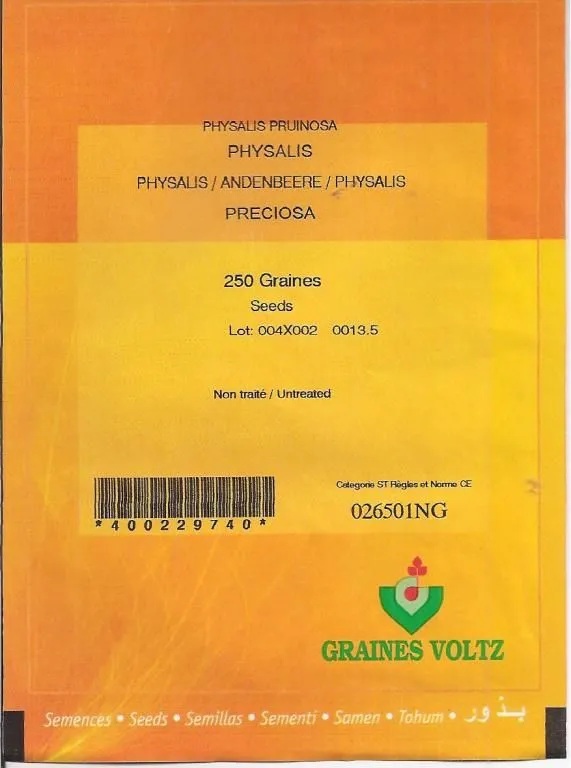 PHYSALIS PRUINOSA
PHYSALIS
PHYSALIS / ANDENBEERE / PHYSALIS
PRECIOSA
250 Graines
Seeds
Lot: 004X002 0013.5
Non traité / Untreated
*400229740*
Categorie ST Règles et Norme CE
026501NG
GRAINES VOLTZ
Semences • Seeds • Semillas • Sementi • Samen • Tohum • بذور